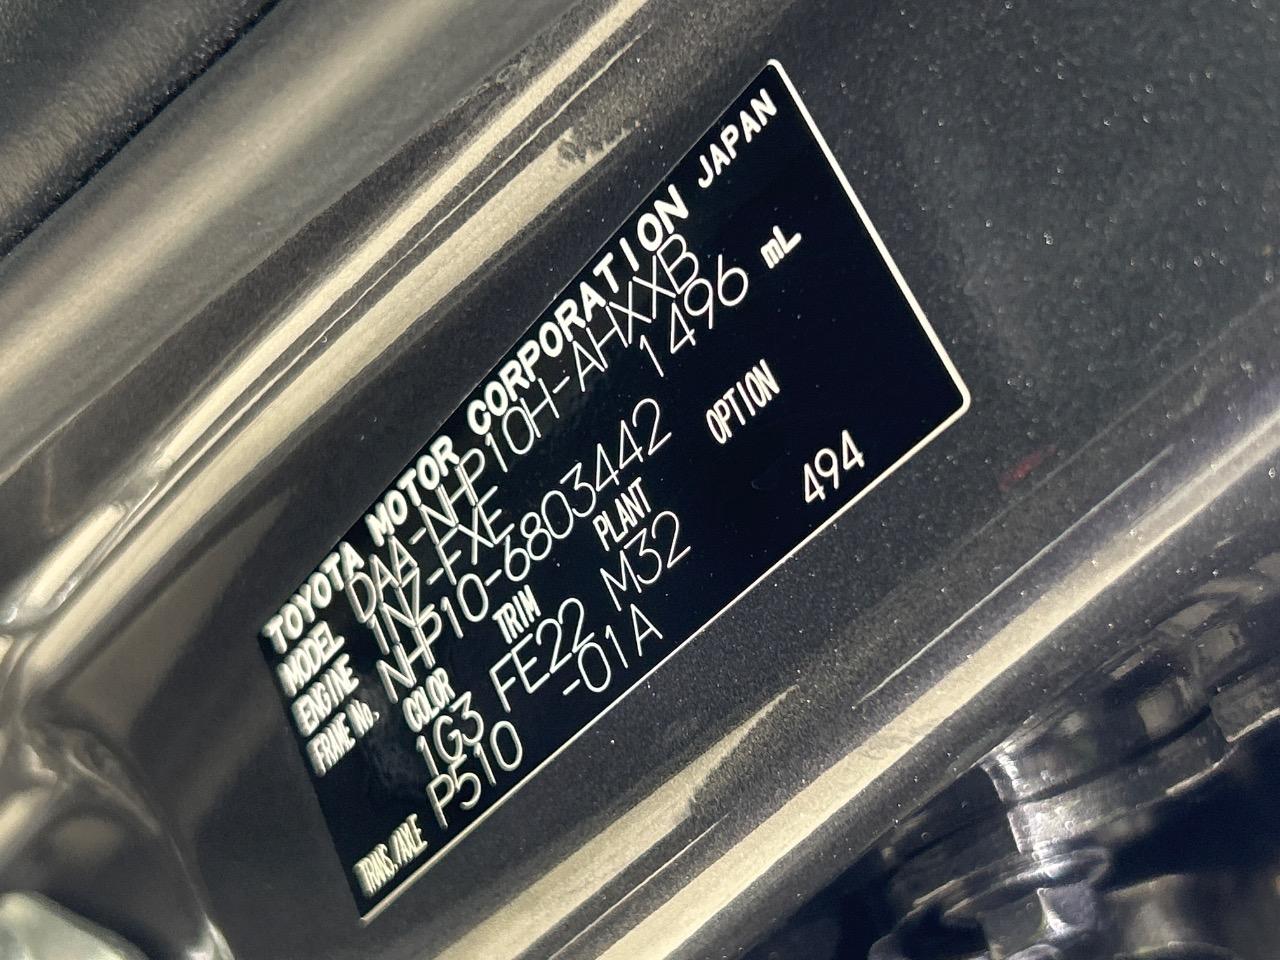 TOYOTA MOTOR CORPORATION JAPAN
MODEL DAA-NHP10H-AHXXB
ENGINE 1NZ-FXE 1496 mL
FRAME No. NHP10-6803442
COLOR TRIM PLANT OPTION
1G3 FE22 M32 494
TRANS./AXLE P510 -01A